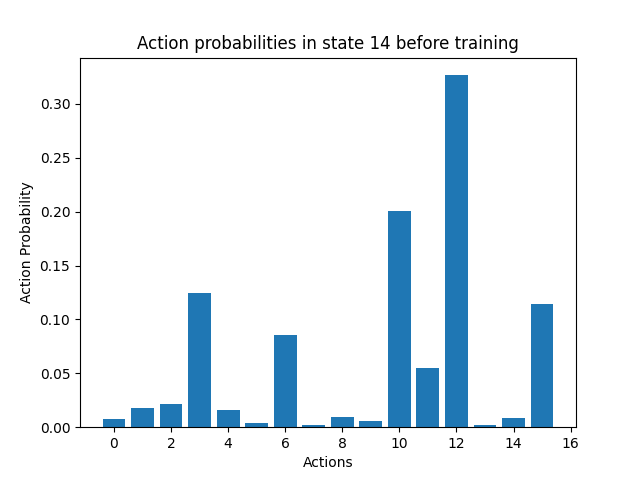 Action probabilities in state 14 before training
0.30
0.25
0.20
0.15
0.10
0.05
0.00
Action Probability
0 2 4 6 8 10 12 14 16
Actions